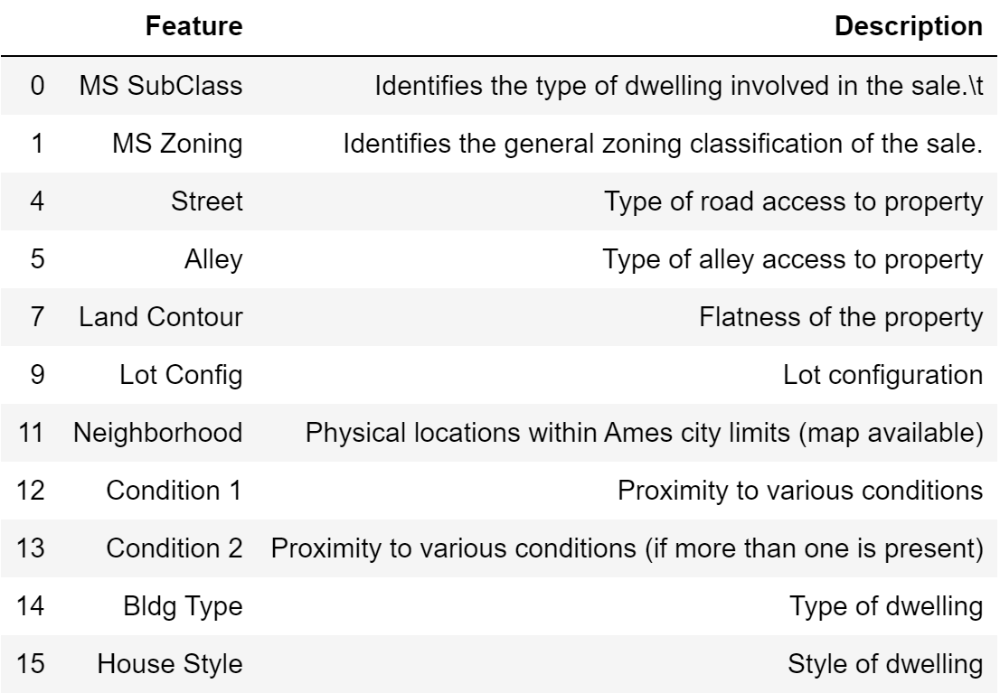 Feature Description
0 MS SubClass Identifies the type of dwelling involved in the sale.\t
1 MS Zoning Identifies the general zoning classification of the sale.
4 Street Type of road access to property
5 Alley Type of alley access to property
7 Land Contour Flatness of the property
9 Lot Config Lot configuration
11 Neighborhood Physical locations within Ames city limits (map available)
12 Condition 1 Proximity to various conditions
13 Condition 2 Proximity to various conditions (if more than one is present)
14 Bldg Type Type of dwelling
15 House Style Style of dwelling